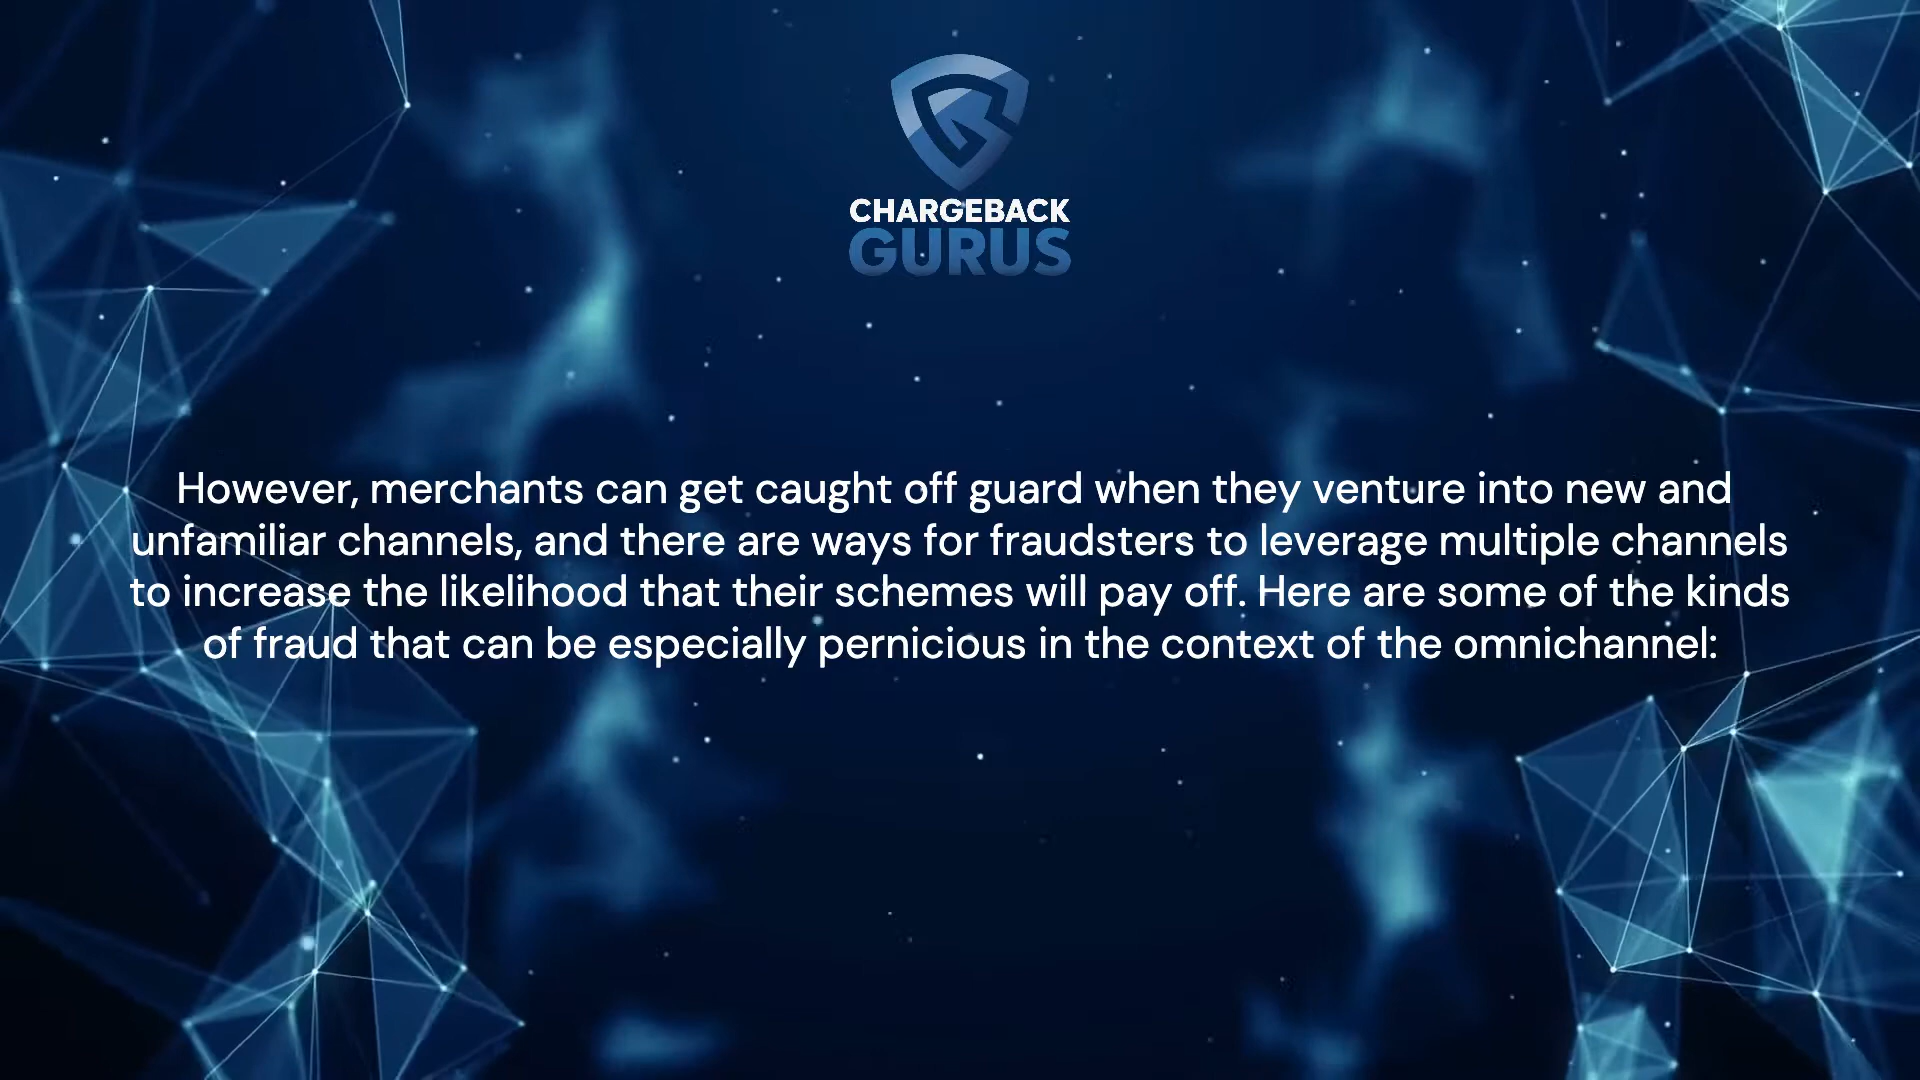 CHARGEBACK
GURUS
However, merchants can get caught off guard when they venture into new and
unfamiliar channels, and there are ways for fraudsters to leverage multiple channels
to increase the likelihood that their schemes will pay off. Here are some of the kinds
of fraud that can be especially pernicious in the context of the omnichannel: